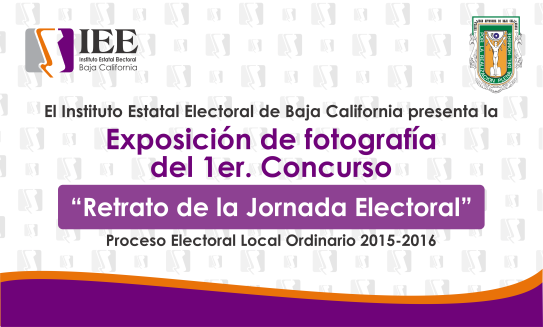 IEE
Instituto Estatal Electoral
Baja California
El Instituto Estatal Electoral de Baja California presenta la
Exposición de fotografía
del 1er. Concurso
“Retrato de la Jornada Electoral”
Proceso Electoral Local Ordinario 2015-2016